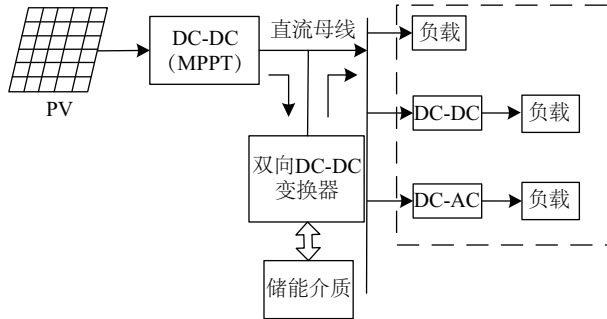 PV
DC-DC
（MPPT）
直流母线
双向DC-DC
变换器
储能介质
负载
DC-DC
负载
DC-AC
负载